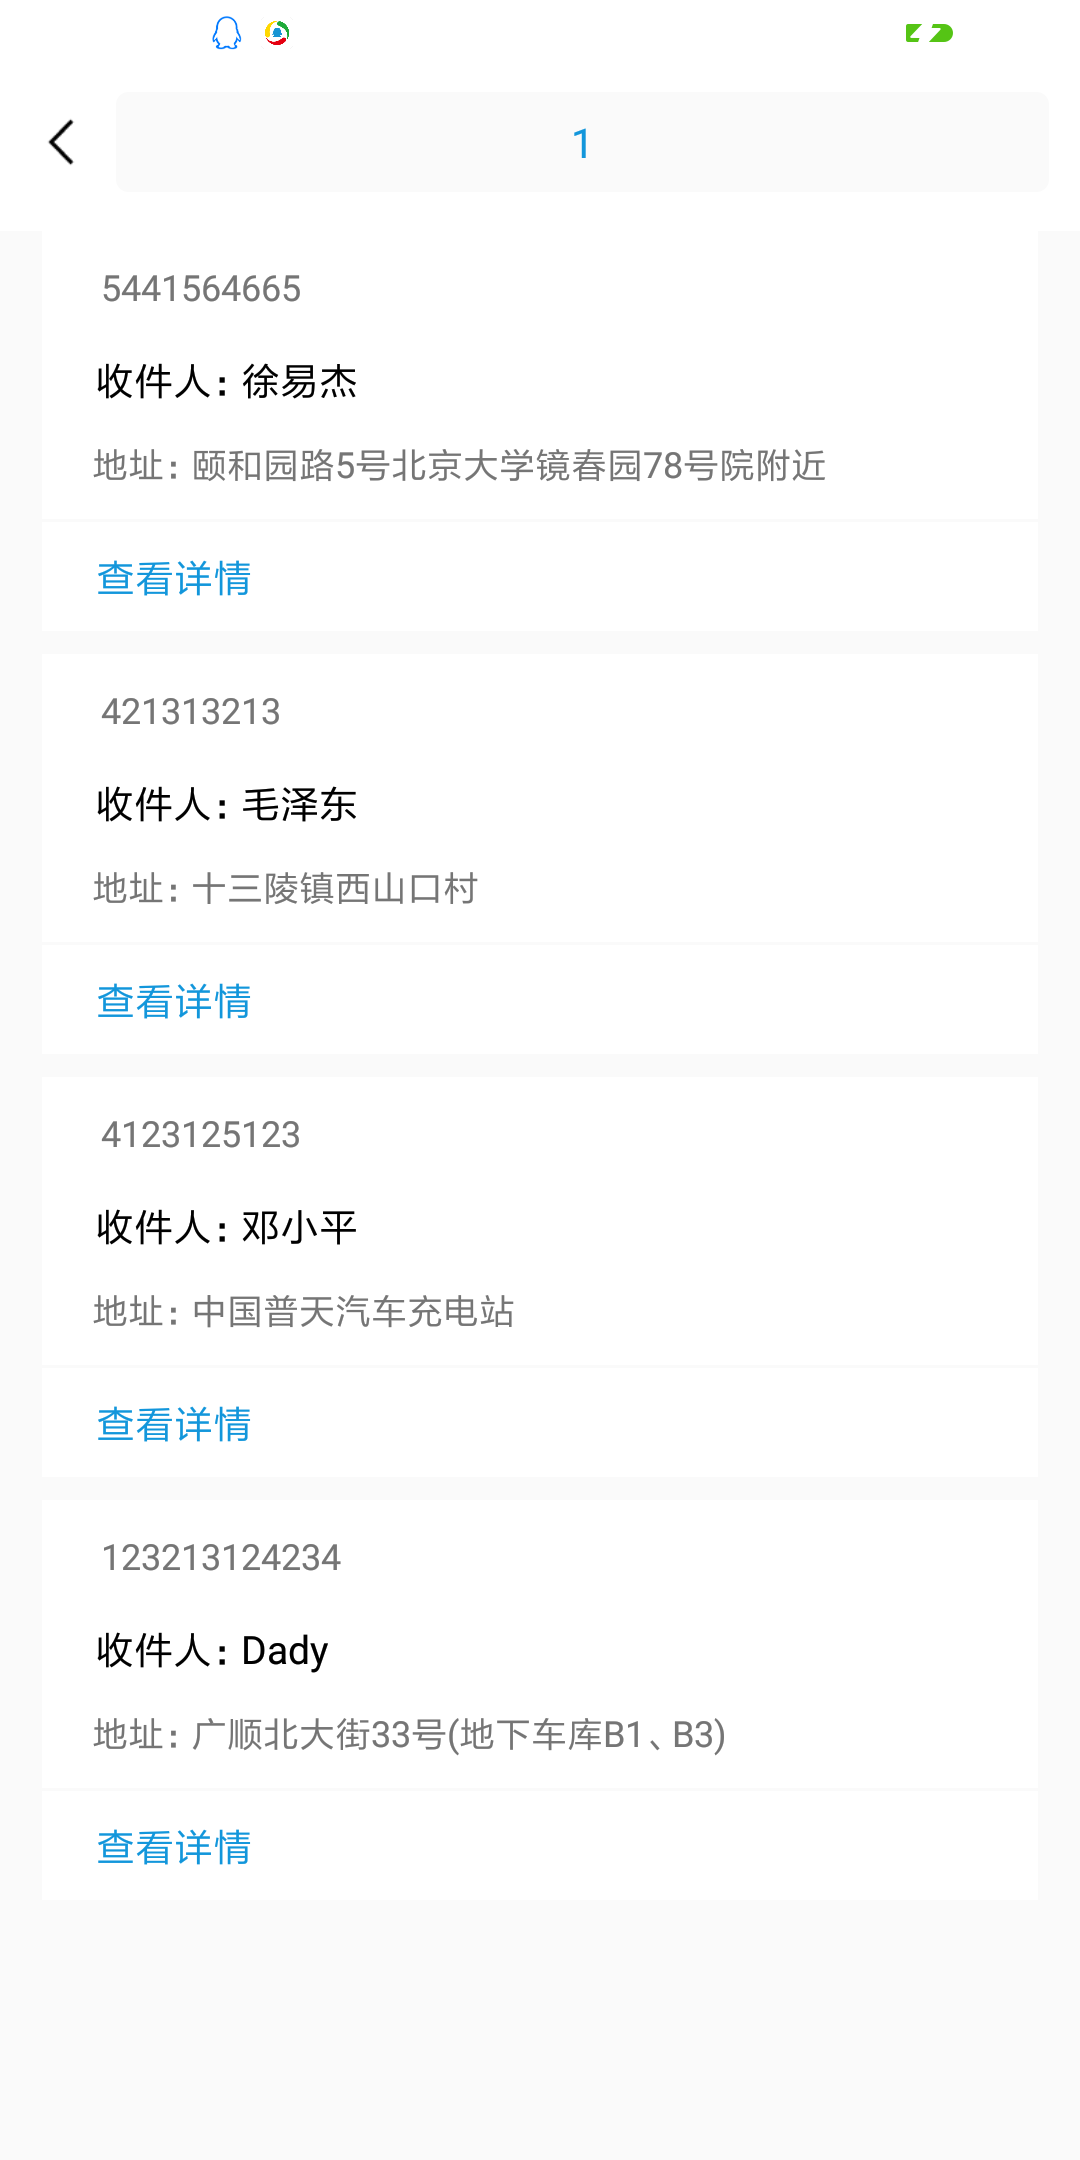 1
5441564665
收件人：徐易杰
地址：颐和园路5号北京大学镜春园78号院附近
查看详情
421313213
收件人：毛泽东
地址：十三陵镇西山口村
查看详情
4123125123
收件人：邓小平
地址：中国普天汽车充电站
查看详情
123213124234
收件人：Dady
地址：广顺北大街33号(地下车库B1、B3)
查看详情